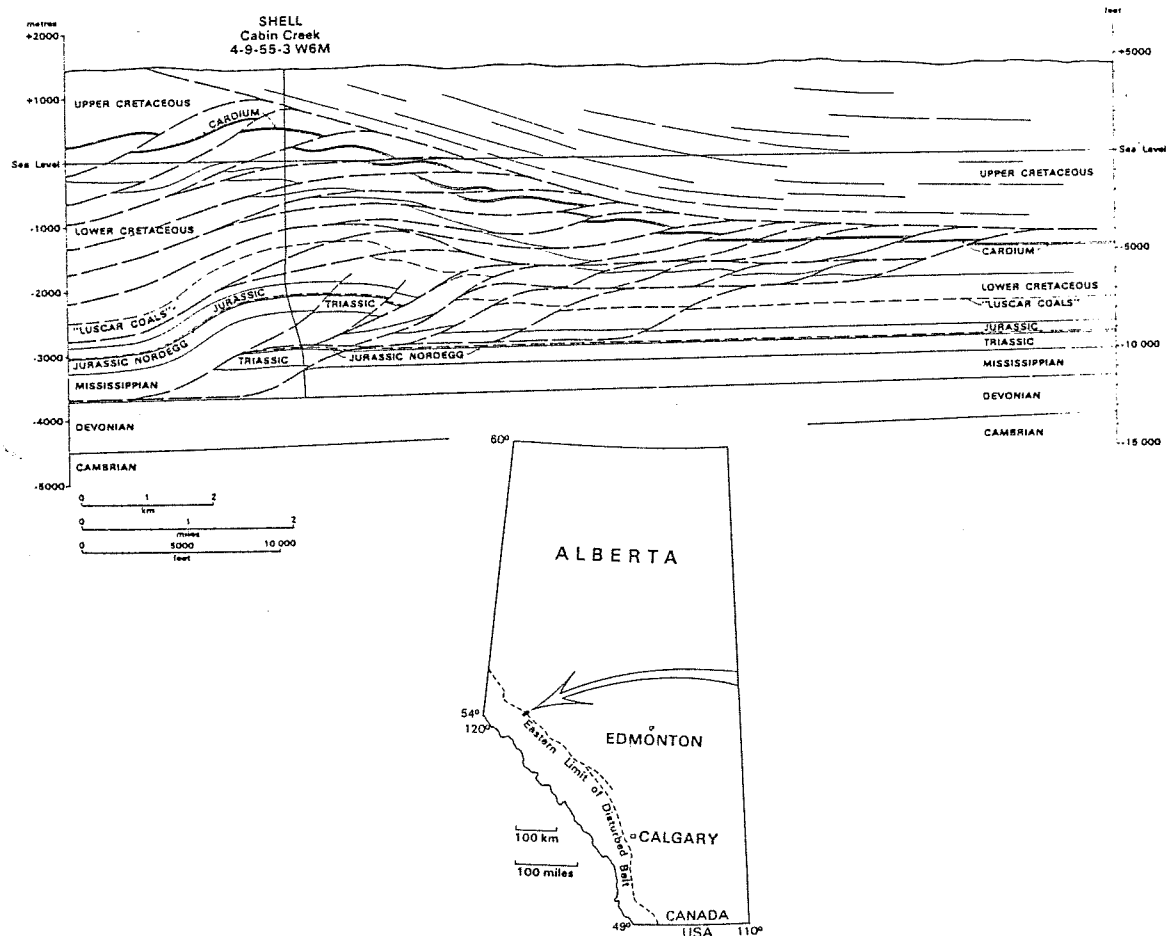 SHELL
Cabin Creek
4-9-55-3 W6M
metres
+2000
+1000
Sea Level
-1000
-2000
-3000
-4000
-5000
feet
+5000
Sea Level
-5000
-10 000
-15 000
UPPER CRETACEOUS
CARDIUM
LOWER CRETACEOUS
"LUSCAR COALS"
JURASSIC
TRIASSIC
JURASSIC NORDEGG
TRIASSIC
JURASSIC NORDEGG
MISSISSIPPIAN
DEVONIAN
CAMBRIAN
UPPER CRETACEOUS
CARDIUM
LOWER CRETACEOUS
"LUSCAR COALS"
JURASSIC
TRIASSIC
MISSISSIPPIAN
DEVONIAN
CAMBRIAN
0 1 2
km
0 1 2
miles
0 5000 10 000
feet
60°
ALBERTA
54°
120°
EDMONTON
Eastern Limit of Disturbed Belt
CALGARY
100 km
100 miles
49°
CANADA
USA
110°